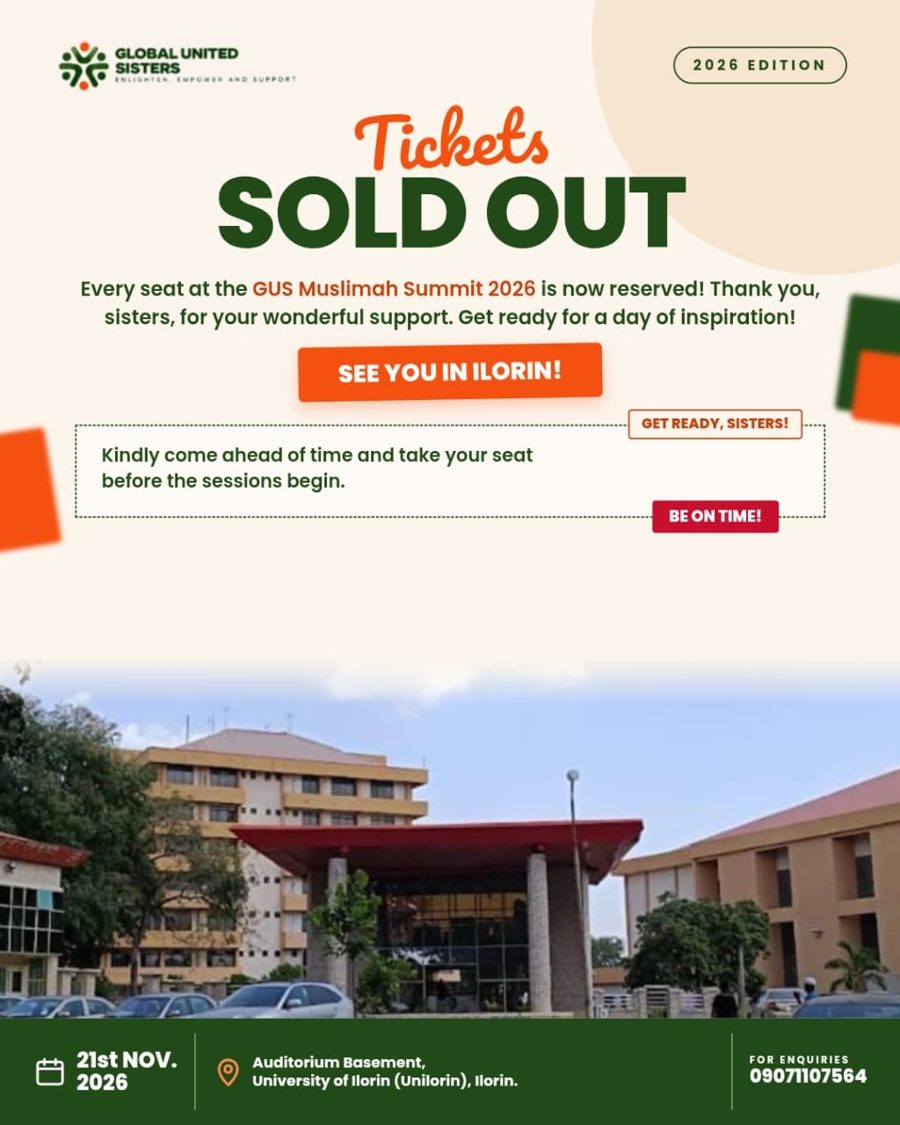 GLOBAL UNITED
SISTERS
ENLIGHTEN, EMPOWER AND SUPPORT
2026 EDITION
Tickets
SOLD OUT
Every seat at the GUS Muslimah Summit 2026 is now reserved! Thank you,
sisters, for your wonderful support. Get ready for a day of inspiration!
SEE YOU IN ILORIN!
GET READY, SISTERS!
Kindly come ahead of time and take your seat
before the sessions begin.
BE ON TIME!
21st NOV.
2026
Auditorium Basement,
University of Ilorin (Unilorin), Ilorin.
FOR ENQUIRIES
09071107564